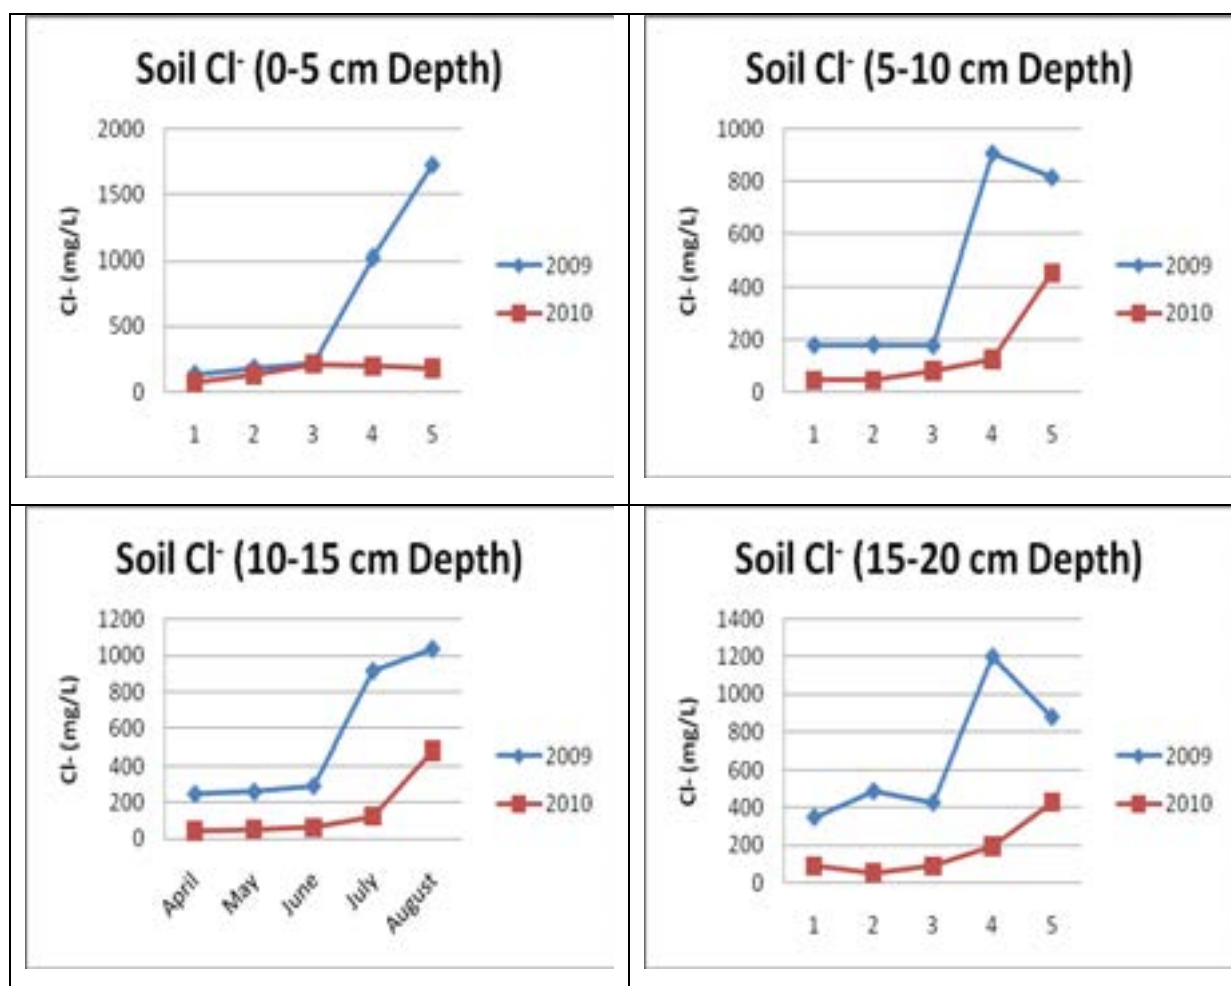 Soil Cl⁻ (0-5 cm Depth)
2000
1500
1000
500
0
Cl- (mg/L)
1 2 3 4 5
2009
2010
Soil Cl⁻ (5-10 cm Depth)
1000
800
600
400
200
0
Cl- (mg/L)
1 2 3 4 5
2009
2010
Soil Cl⁻ (10-15 cm Depth)
1200
1000
800
600
400
200
0
Cl- (mg/L)
April May June July August
2009
2010
Soil Cl⁻ (15-20 cm Depth)
1400
1200
1000
800
600
400
200
0
Cl- (mg/L)
1 2 3 4 5
2009
2010